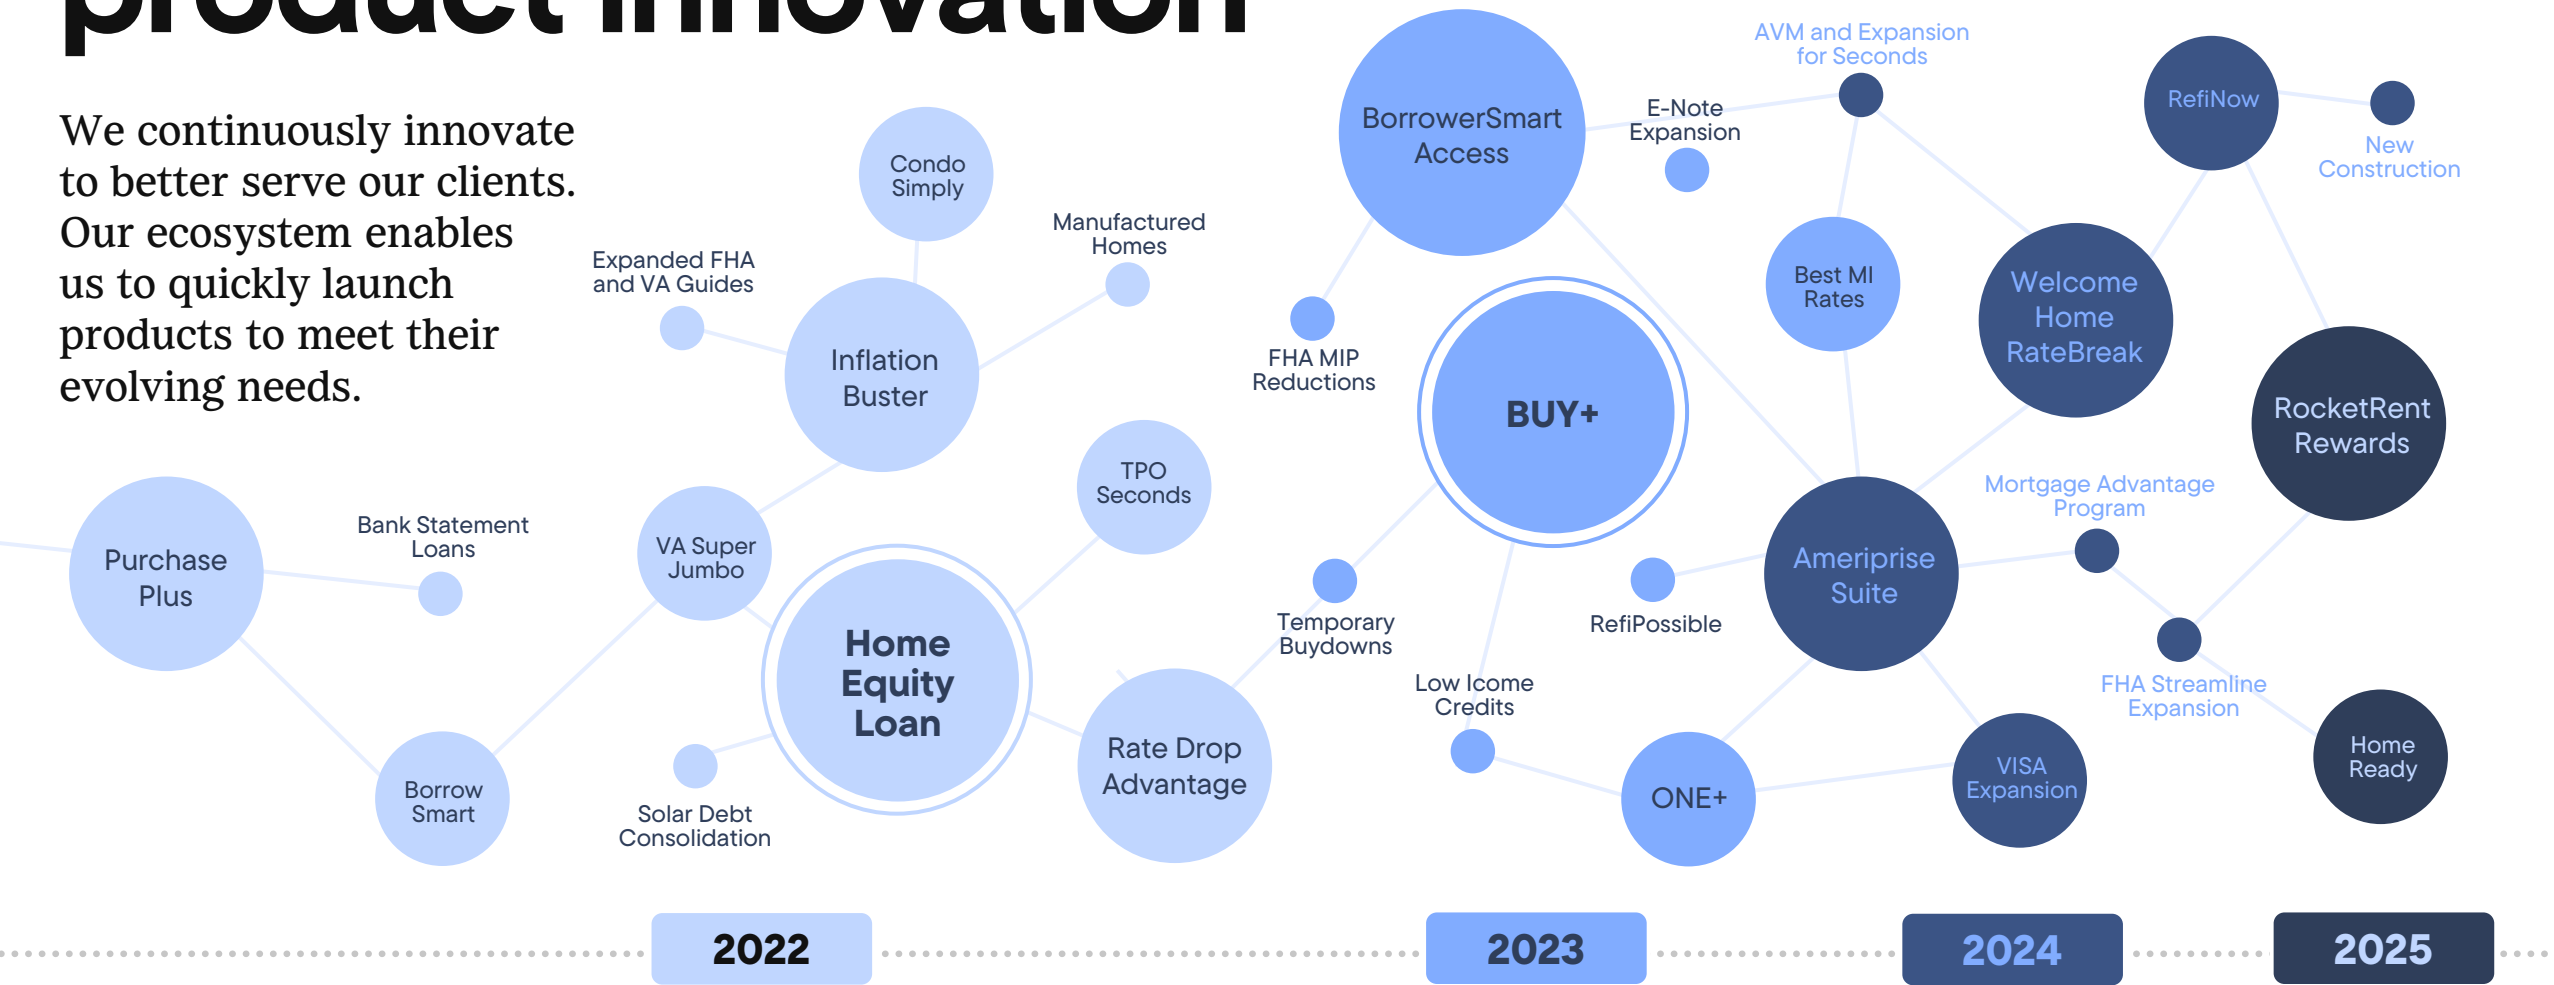 product innovation
We continuously innovate
to better serve our clients.
Our ecosystem enables
us to quickly launch
products to meet their
evolving needs.
Purchase
Plus
Bank Statement
Loans
Borrow
Smart
Expanded FHA
and VA Guides
Condo
Simply
Manufactured
Homes
Inflation
Buster
VA Super
Jumbo
TPO
Seconds
Home
Equity
Loan
Solar Debt
Consolidation
Rate Drop
Advantage
BorrowerSmart
Access
E-Note
Expansion
AVM and Expansion
for Seconds
FHA MIP
Reductions
BUY+
Best MI
Rates
Temporary
Buydowns
RefiPossible
Low Icome
Credits
ONE+
RefiNow
New
Construction
Welcome
Home
RateBreak
RocketRent
Rewards
Mortgage Advantage
Program
Ameriprise
Suite
FHA Streamline
Expansion
VISA
Expansion
Home
Ready
2022
2023
2024
2025